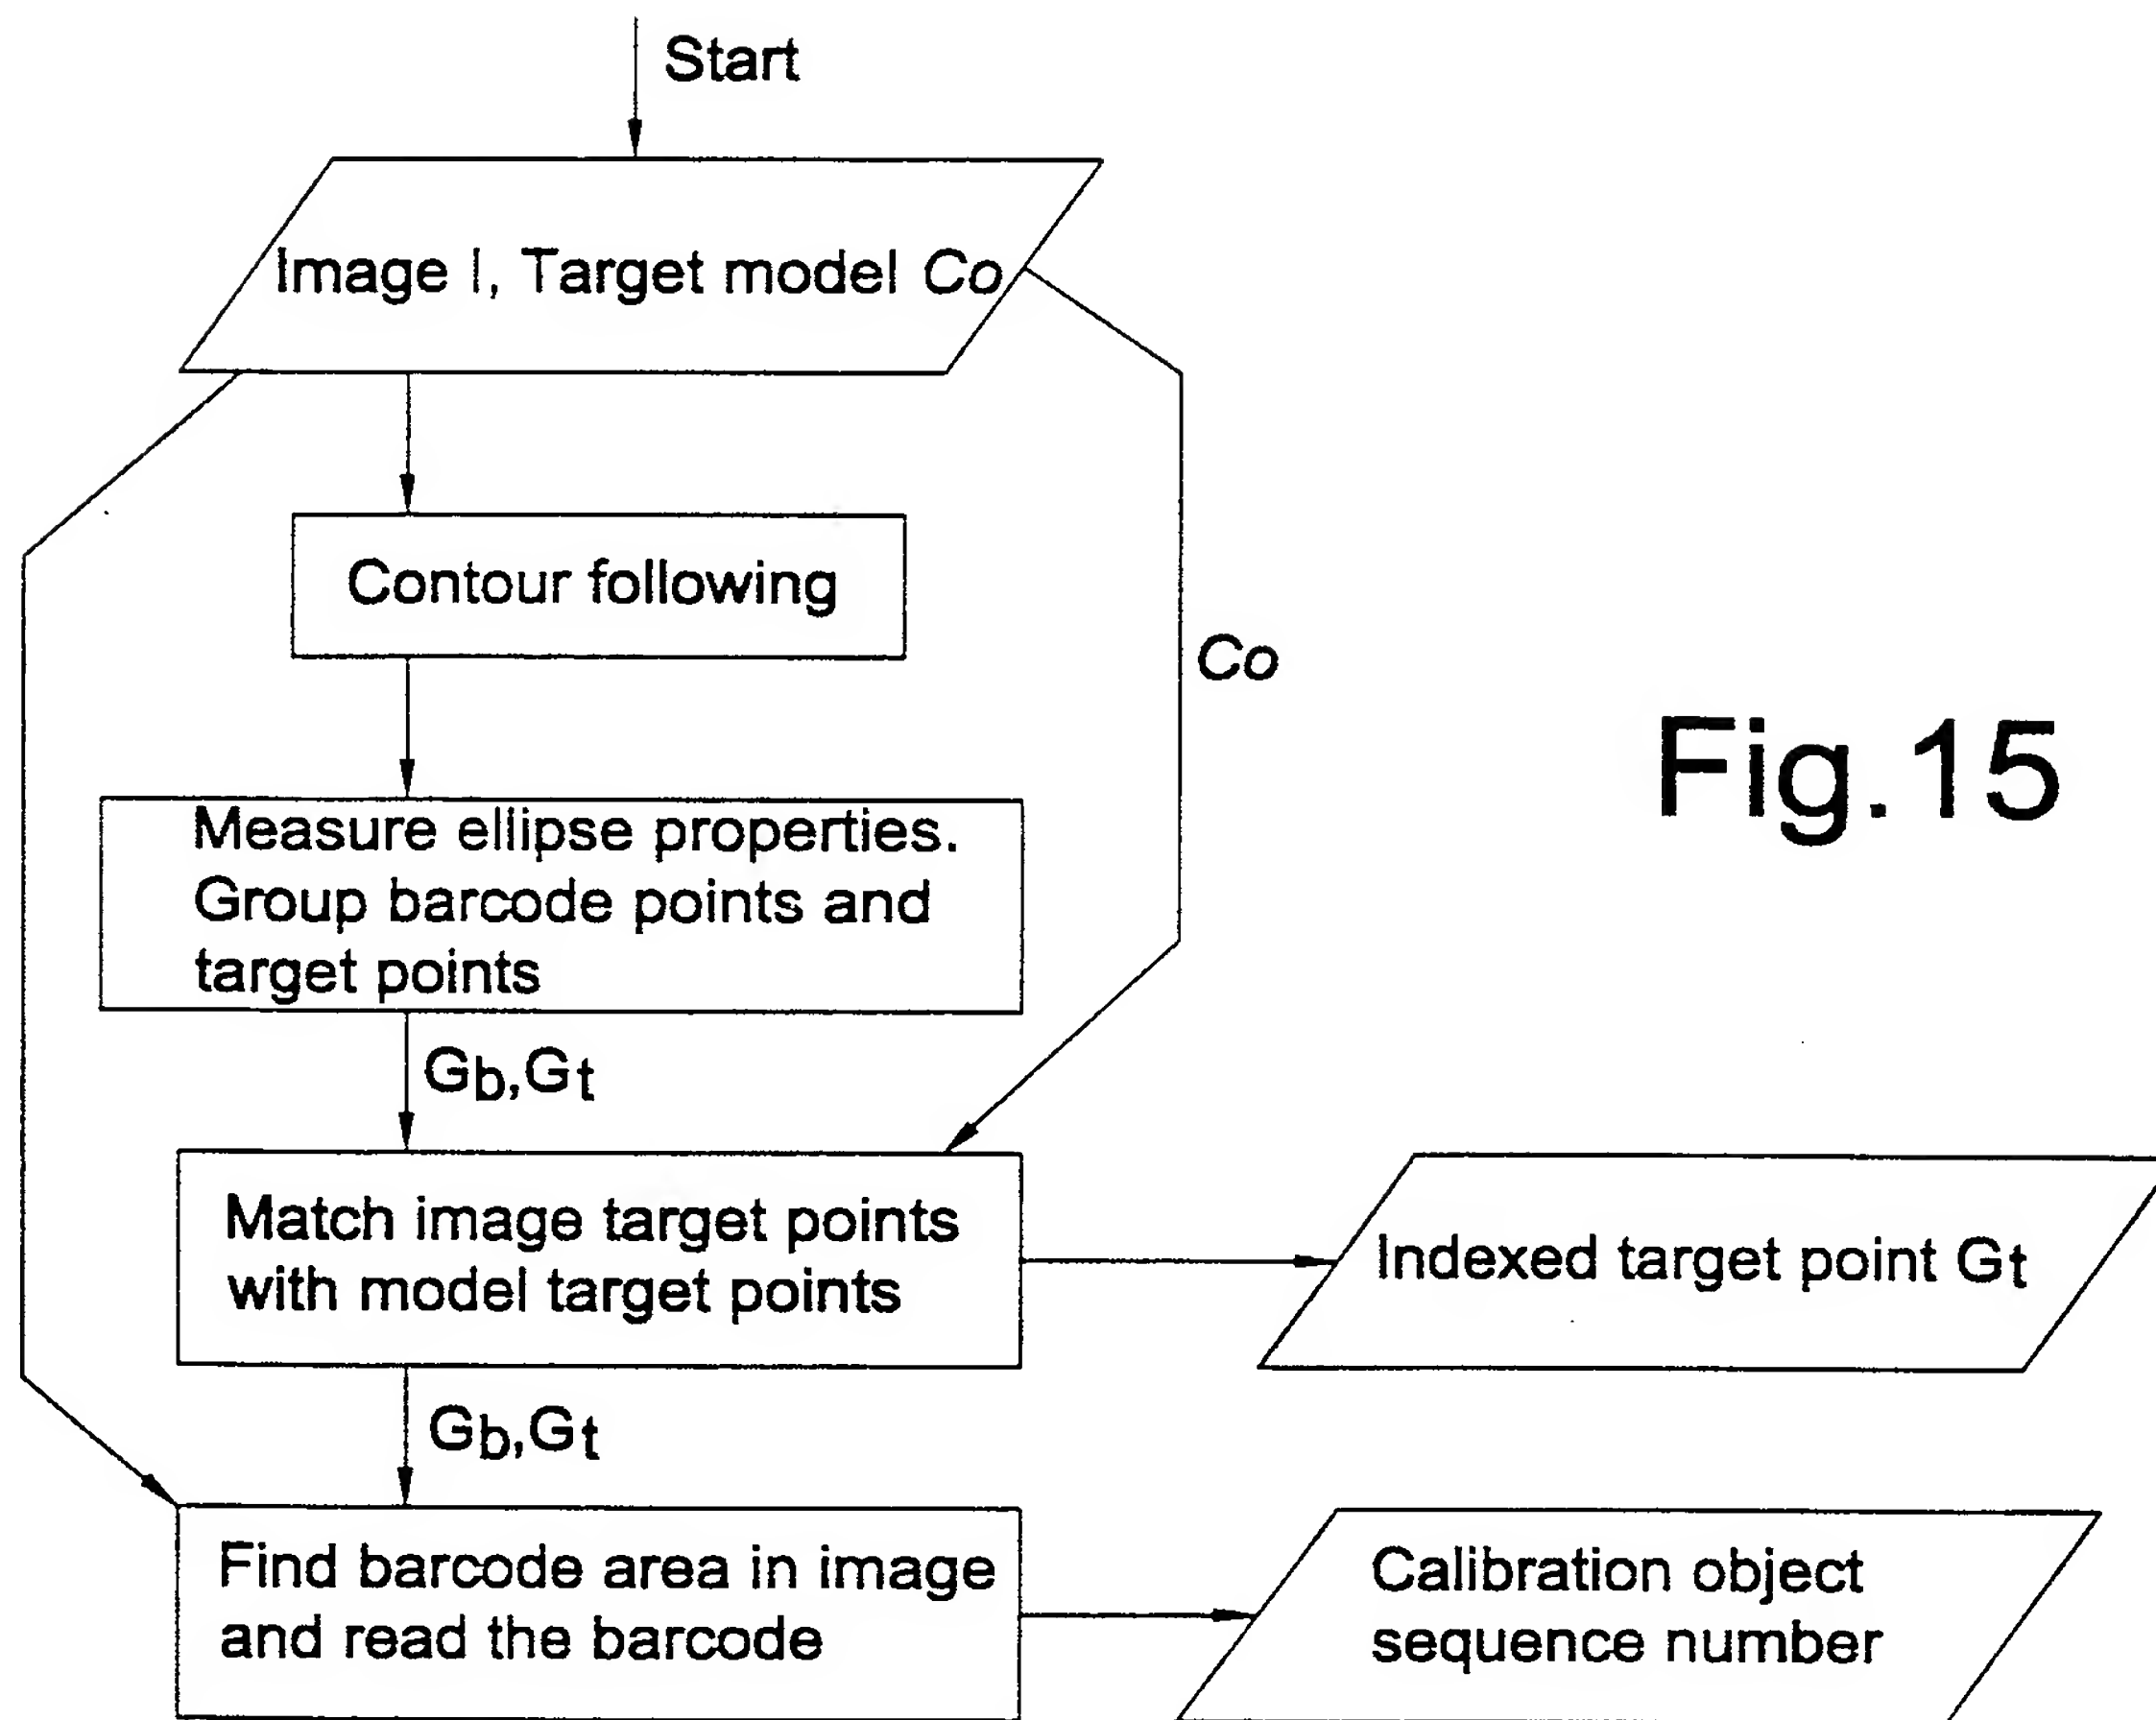 Start
Image I, Target model Co
Contour following
Co
Fig.15
Measure ellipse properties.
Group barcode points and
target points
Gb,Gt
Match image target points
with model target points
Indexed target point Gt
Gb,Gt
Find barcode area in image
and read the barcode
Calibration object
sequence number